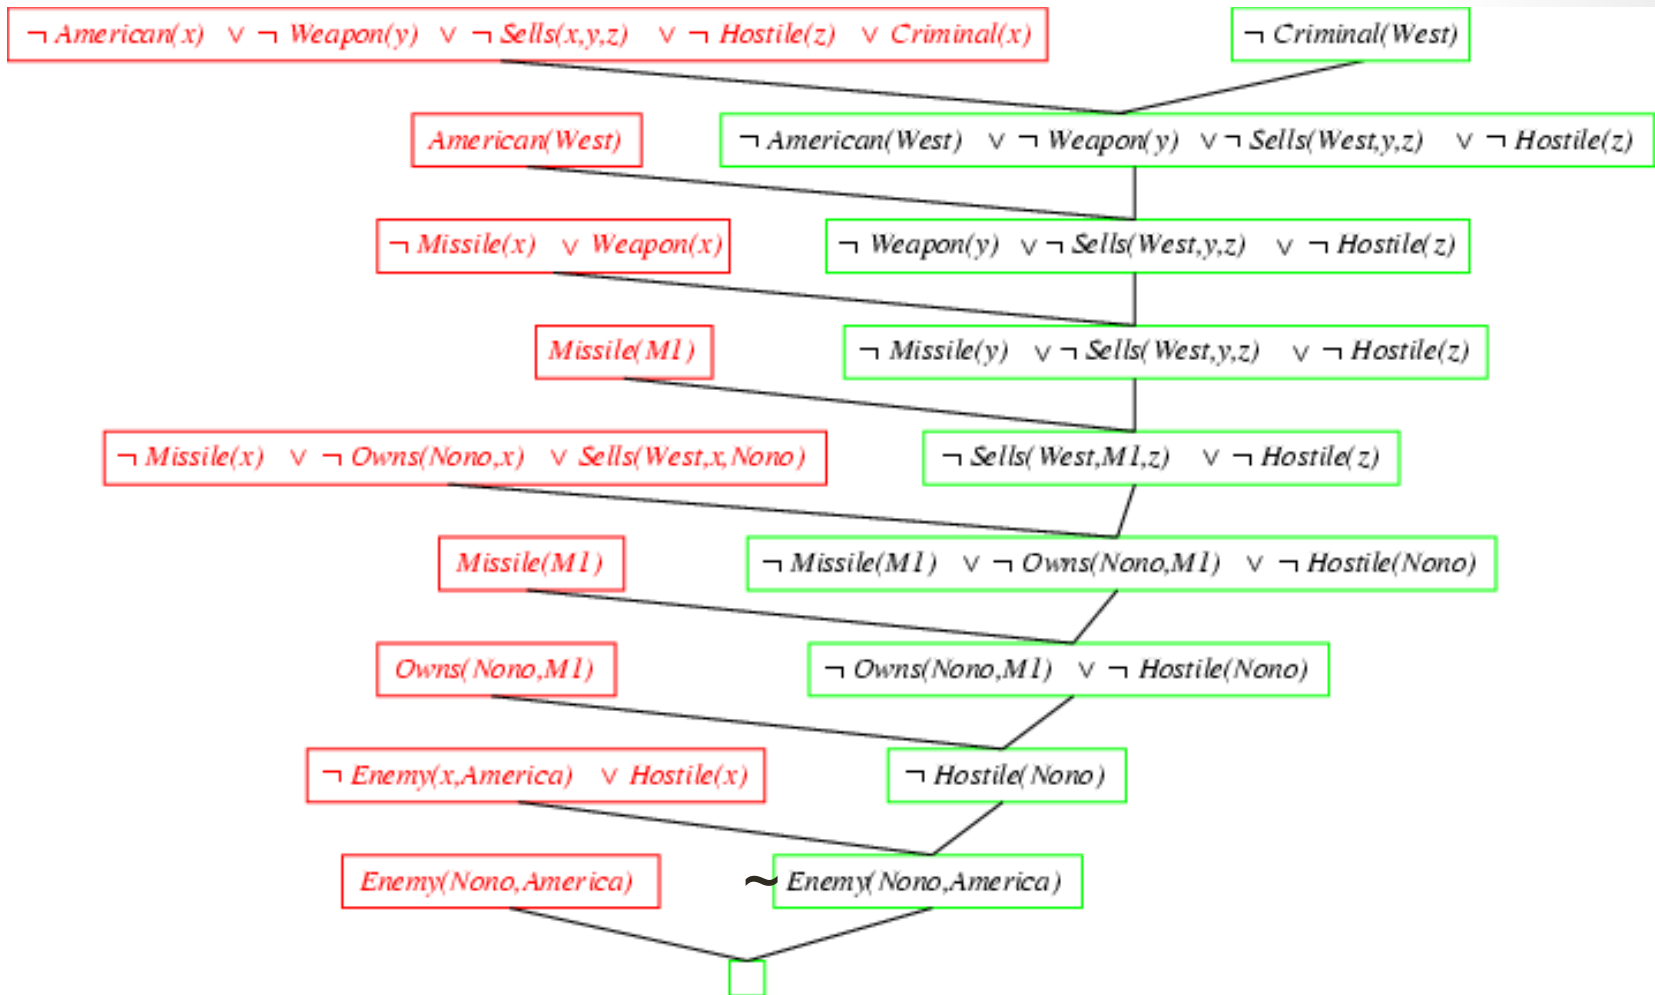 ¬ American(x) ∨ ¬ Weapon(y) ∨ ¬ Sells(x,y,z) ∨ ¬ Hostile(z) ∨ Criminal(x) ¬ Criminal(West)
American(West) ¬ American(West) ∨ ¬ Weapon(y) ∨ ¬ Sells(West,y,z) ∨ ¬ Hostile(z)
¬ Missile(x) ∨ Weapon(x) ¬ Weapon(y) ∨ ¬ Sells(West,y,z) ∨ ¬ Hostile(z)
Missile(M1) ¬ Missile(y) ∨ ¬ Sells(West,y,z) ∨ ¬ Hostile(z)
¬ Missile(x) ∨ ¬ Owns(Nono,x) ∨ Sells(West,x,Nono) ¬ Sells(West,M1,z) ∨ ¬ Hostile(z)
Missile(M1) ¬ Missile(M1) ∨ ¬ Owns(Nono,M1) ∨ ¬ Hostile(Nono)
Owns(Nono,M1) ¬ Owns(Nono,M1) ∨ ¬ Hostile(Nono)
¬ Enemy(x,America) ∨ Hostile(x) ¬ Hostile(Nono)
Enemy(Nono,America) ~ Enemy(Nono,America)